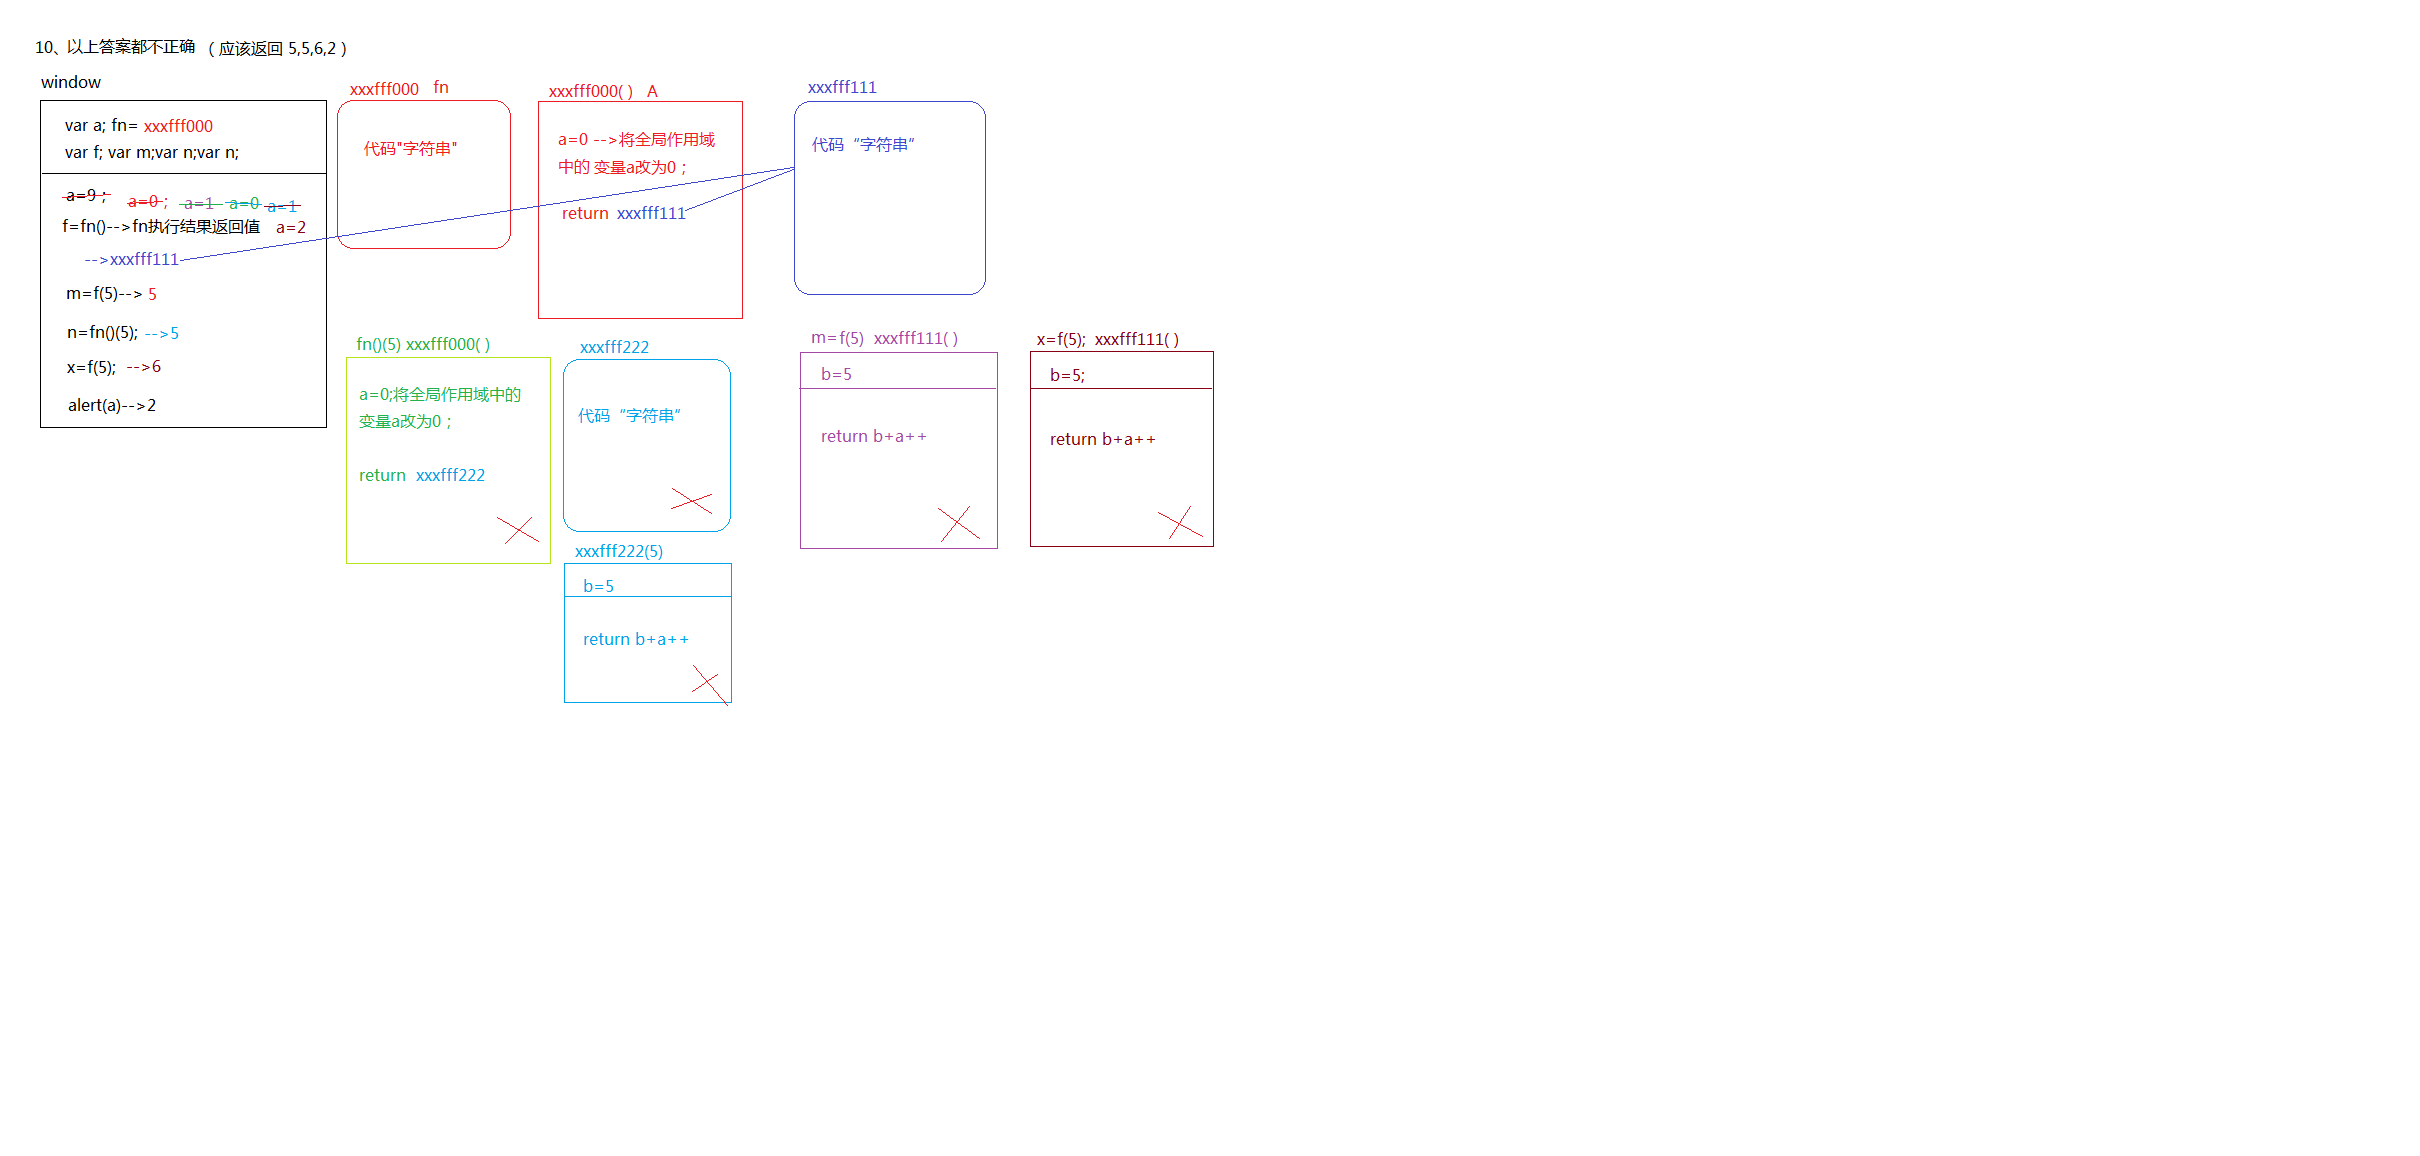 10、以上答案都不正确 （应该返回 5,5,6,2）
window
var a; fn= xxxfff000
var f; var m;var n;var n;
a=9 ; a=0 ; a=1 a=0 a=1
f=fn()-->fn执行结果返回值 a=2
-->xxxfff111
m=f(5)--> 5
n=fn()(5); -->5
x=f(5); -->6
alert(a)-->2
xxxfff000 fn
代码"字符串"
xxxfff000( ) A
a=0 -->将全局作用域
中的 变量a改为0；
return xxxfff111
xxxfff111
代码“字符串”
fn()(5) xxxfff000( )
a=0;将全局作用域中的
变量a改为0；
return xxxfff222
xxxfff222
代码“字符串”
xxxfff222(5)
b=5
return b+a++
m=f(5) xxxfff111( )
b=5
return b+a++
x=f(5); xxxfff111( )
b=5;
return b+a++